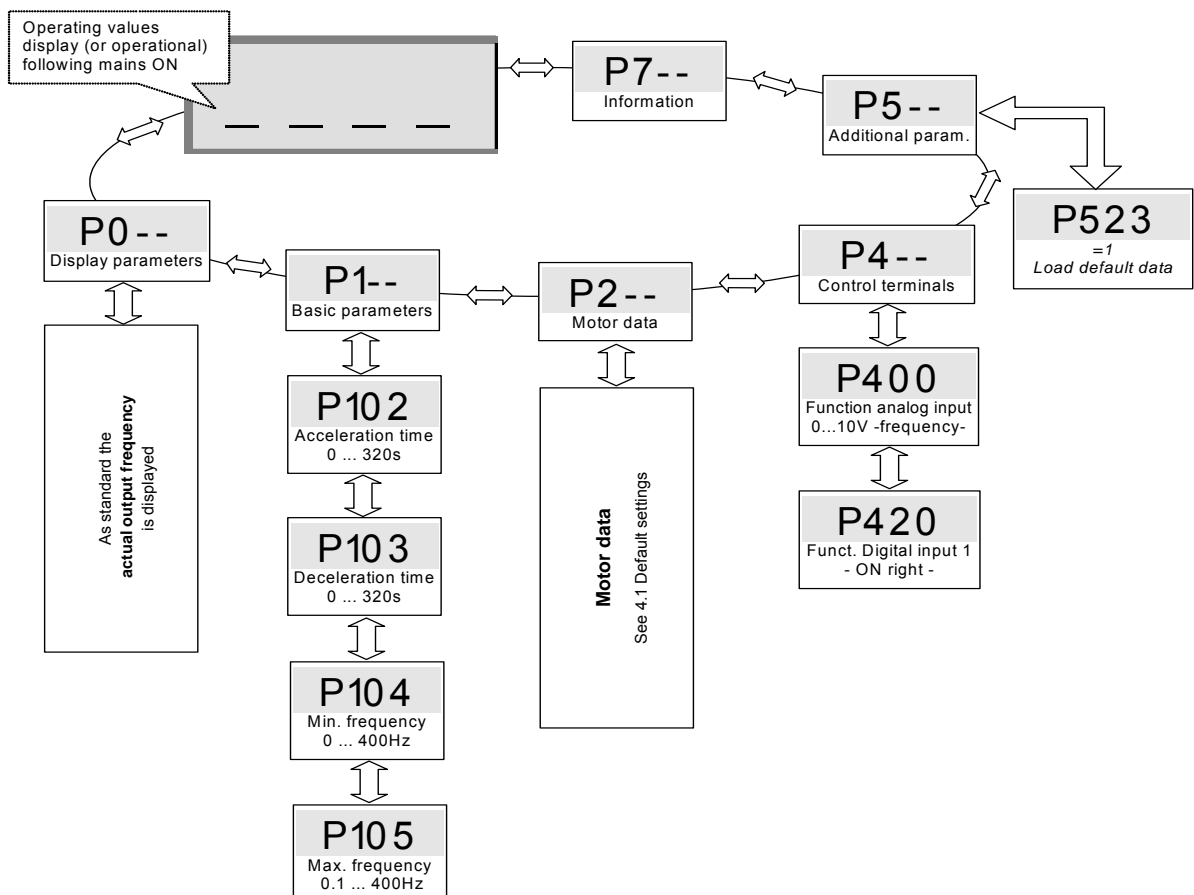 Operating values
display (or operational)
following mains ON
_ _ _ _
P7--
Information
P5--
Additional param.
P523
=1
Load default data
P0--
Display parameters
P1--
Basic parameters
P2--
Motor data
P4--
Control terminals
As standard the
actual output frequency
is displayed
P102
Acceleration time
0 ... 320s
P103
Deceleration time
0 ... 320s
P104
Min. frequency
0 ... 400Hz
P105
Max. frequency
0.1 ... 400Hz
Motor data
See 4.1 Default settings
P400
Function analog input
0...10V -frequency-
P420
Funct. Digital input 1
- ON right -